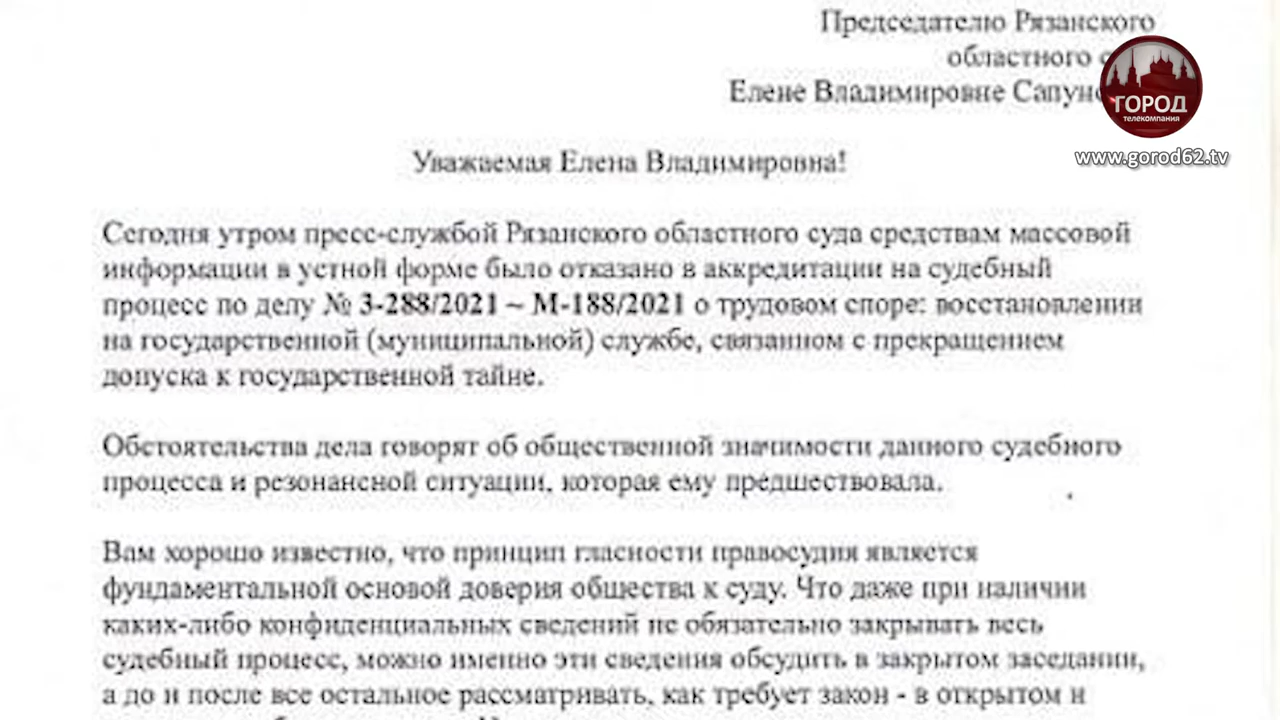 Председателю Рязанского
областного
Елене Владимировне
ГОРОД
телекомпания
www.gorod62.tv
Уважаемая Елена Владимировна!
Сегодня утром пресс-службой Рязанского областного суда средствам массовой
информации в устной форме было отказано в аккредитации на судебный
процесс по делу № 3-288/2021 ~ М-188/2021 о трудовом споре: восстановлении
на государственной (муниципальной) службе, связанном с прекращением
допуска к государственной тайне.
Обстоятельства дела говорят об общественной значимости данного судебного
процесса и резонансной ситуации, которая ему предшествовала.
Вам хорошо известно, что принцип гласности правосудия является
фундаментальной основой доверия общества к суду. Что даже при наличии
каких-либо конфиденциальных сведений не обязательно закрывать весь
судебный процесс, можно именно эти сведения обсудить в закрытом заседании,
а до и после все остальное рассматривать, как требует закон - в открытом и